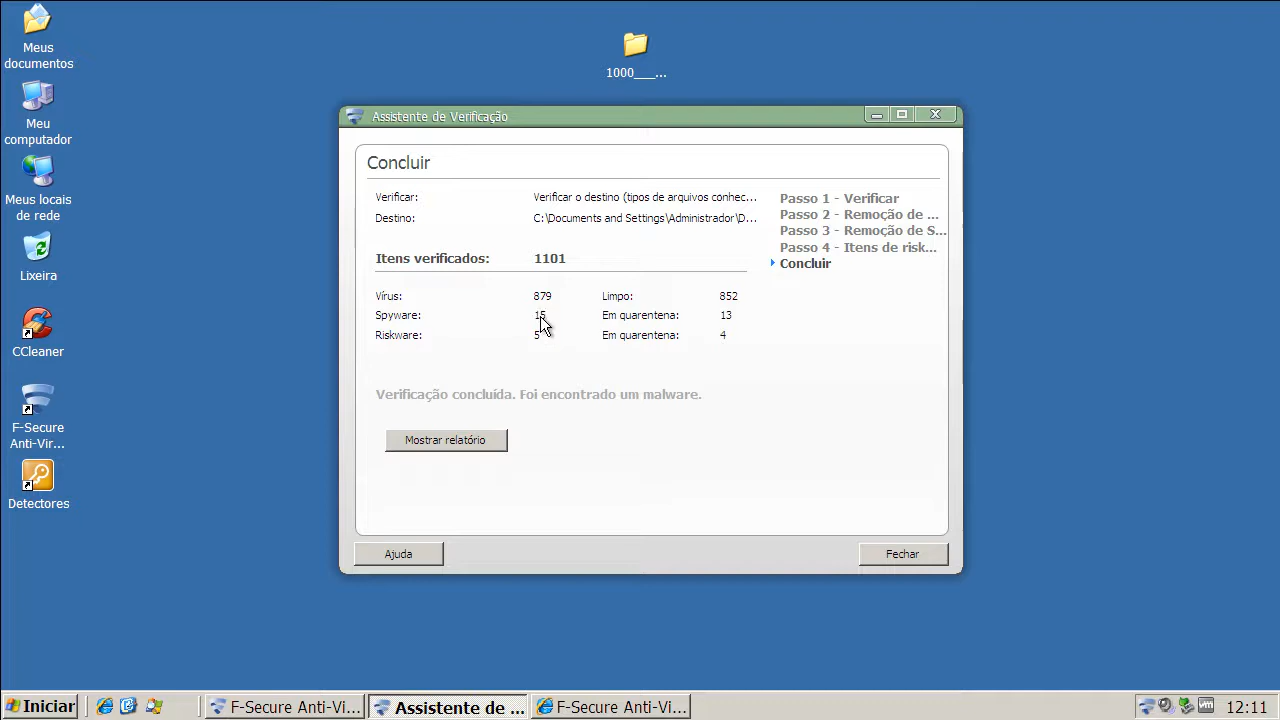 Meus
documentos
Meu
computador
Meus locais
de rede
Lixeira
CCleaner
F-Secure
Anti-Vir...
Detectores
1000___...
Assistente de Verificação
Concluir
Verificar: Verificar o destino (tipos de arquivos conhec...
Destino: C:\Documents and Settings\Administrador\D...
Itens verificados: 1101
Vírus: 879 Limpo: 852
Spyware: 15 Em quarentena: 13
Riskware: 5 Em quarentena: 4
Verificação concluída. Foi encontrado um malware.
Mostrar relatório
Passo 1 - Verificar
Passo 2 - Remoção de ...
Passo 3 - Remoção de S...
Passo 4 - Itens de risk...
Concluir
Ajuda
Fechar
Iniciar
F-Secure Anti-Vi...
Assistente de ...
F-Secure Anti-Vi...
vm
12:11